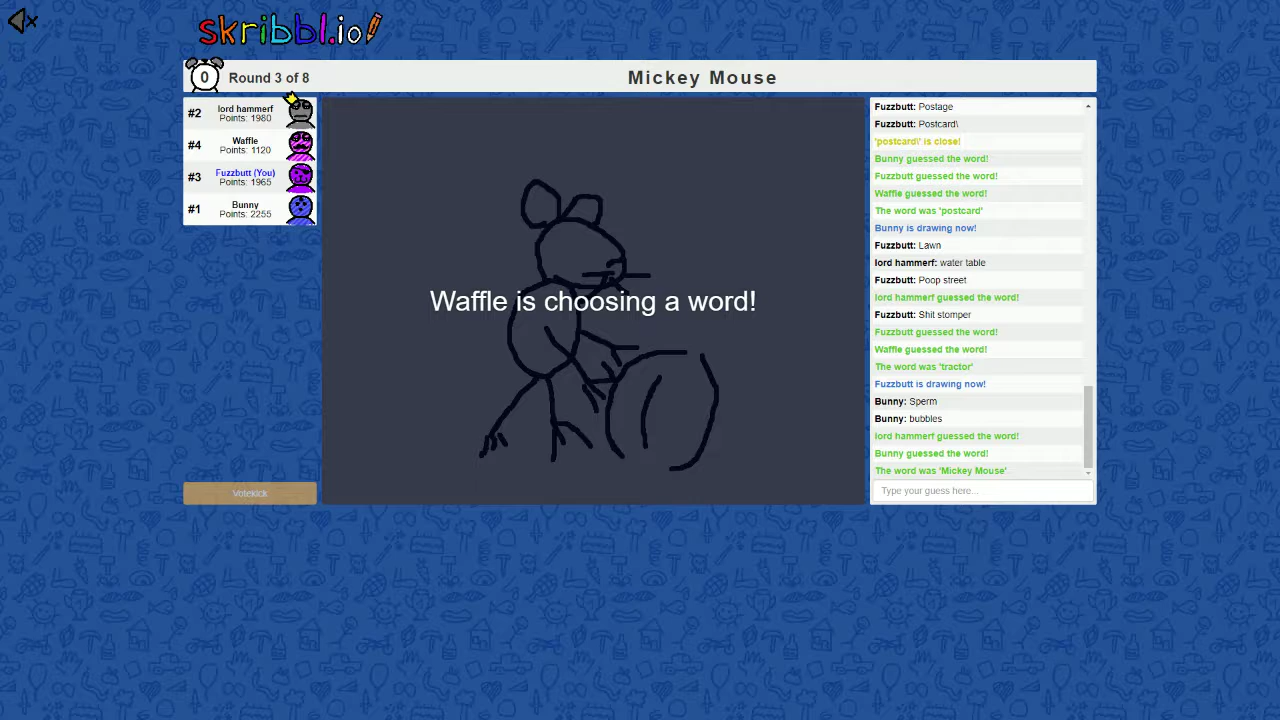 skribbl.io
0
Round 3 of 8
Mickey Mouse
#2
lord hammerf
Points: 1980
#4
Waffle
Points: 1120
#3
Fuzzbutt (You)
Points: 1965
#1
Bunny
Points: 2255
Votekick
Waffle is choosing a word!
Fuzzbutt: Postage
Fuzzbutt: Postcard\
'postcard\' is close!
Bunny guessed the word!
Fuzzbutt guessed the word!
Waffle guessed the word!
The word was 'postcard'
Bunny is drawing now!
Fuzzbutt: Lawn
lord hammerf: water table
Fuzzbutt: Poop street
lord hammerf guessed the word!
Fuzzbutt: Shit stomper
Fuzzbutt guessed the word!
Waffle guessed the word!
The word was 'tractor'
Fuzzbutt is drawing now!
Bunny: Sperm
Bunny: bubbles
lord hammerf guessed the word!
Bunny guessed the word!
The word was 'Mickey Mouse'
Type your guess here...